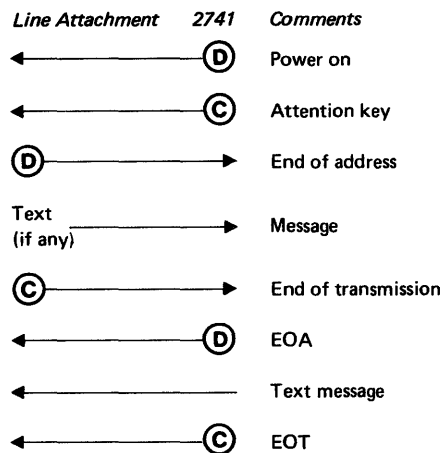 Line Attachment 2741 Comments
D Power on
C Attention key
D End of address
Text
(if any) Message
C End of transmission
D EOA
Text message
C EOT